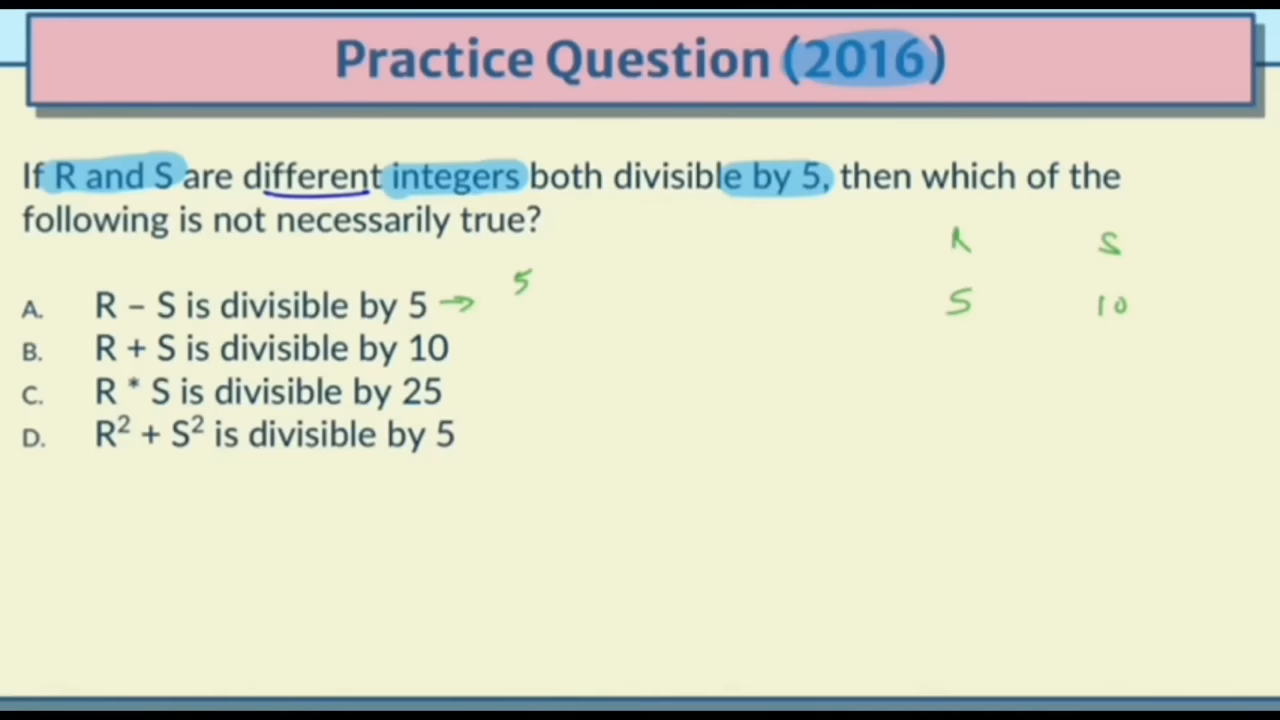 Practice Question (2016)
If R and S are different integers both divisible by 5, then which of the
following is not necessarily true?
R S
5
A. R – S is divisible by 5 →
5 10
B. R + S is divisible by 10
C. R * S is divisible by 25
D. R² + S² is divisible by 5